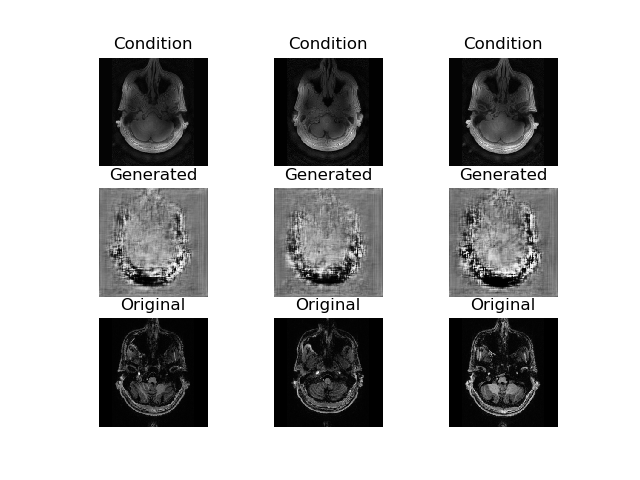 Condition Condition Condition
Generated Generated Generated
Original Original Original